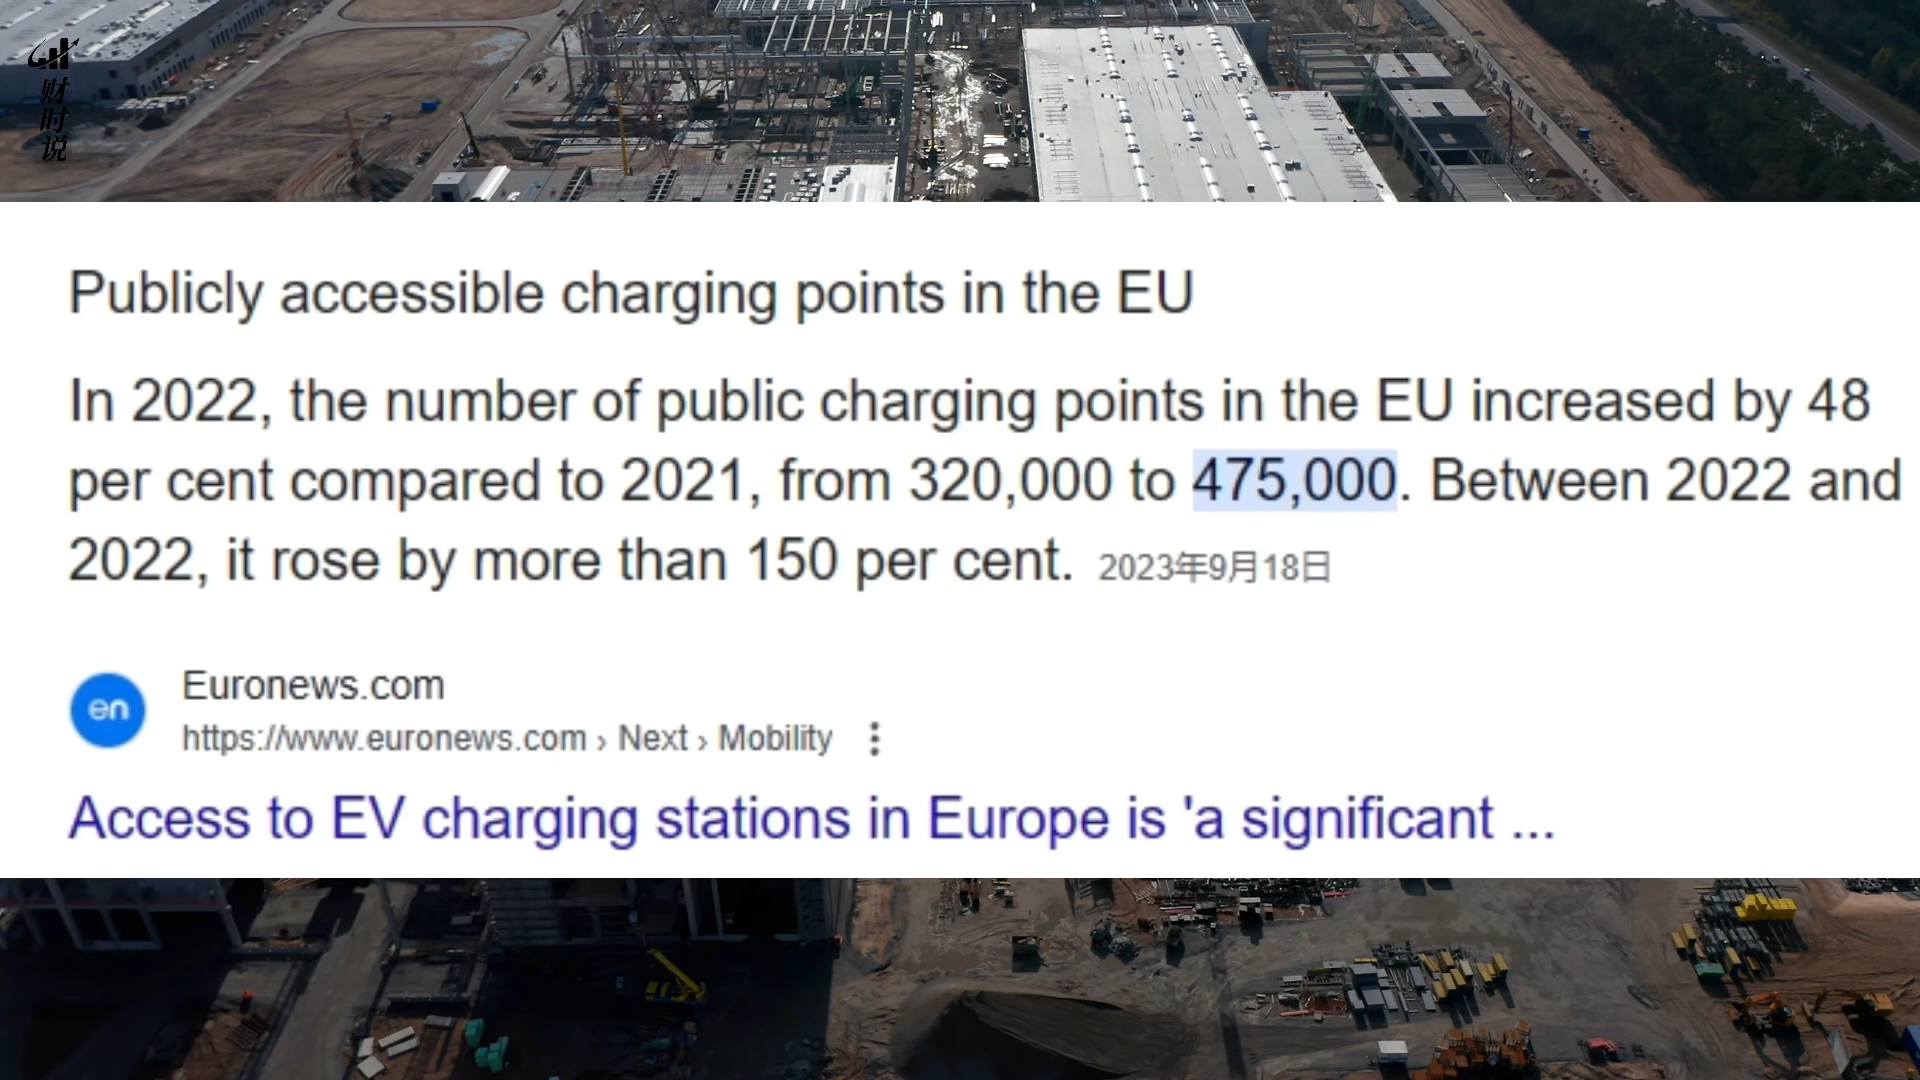 财时说
Publicly accessible charging points in the EU
In 2022, the number of public charging points in the EU increased by 48
per cent compared to 2021, from 320,000 to 475,000. Between 2022 and
2022, it rose by more than 150 per cent. 2023年9月18日
en
Euronews.com
https://www.euronews.com › Next › Mobility
Access to EV charging stations in Europe is 'a significant ...